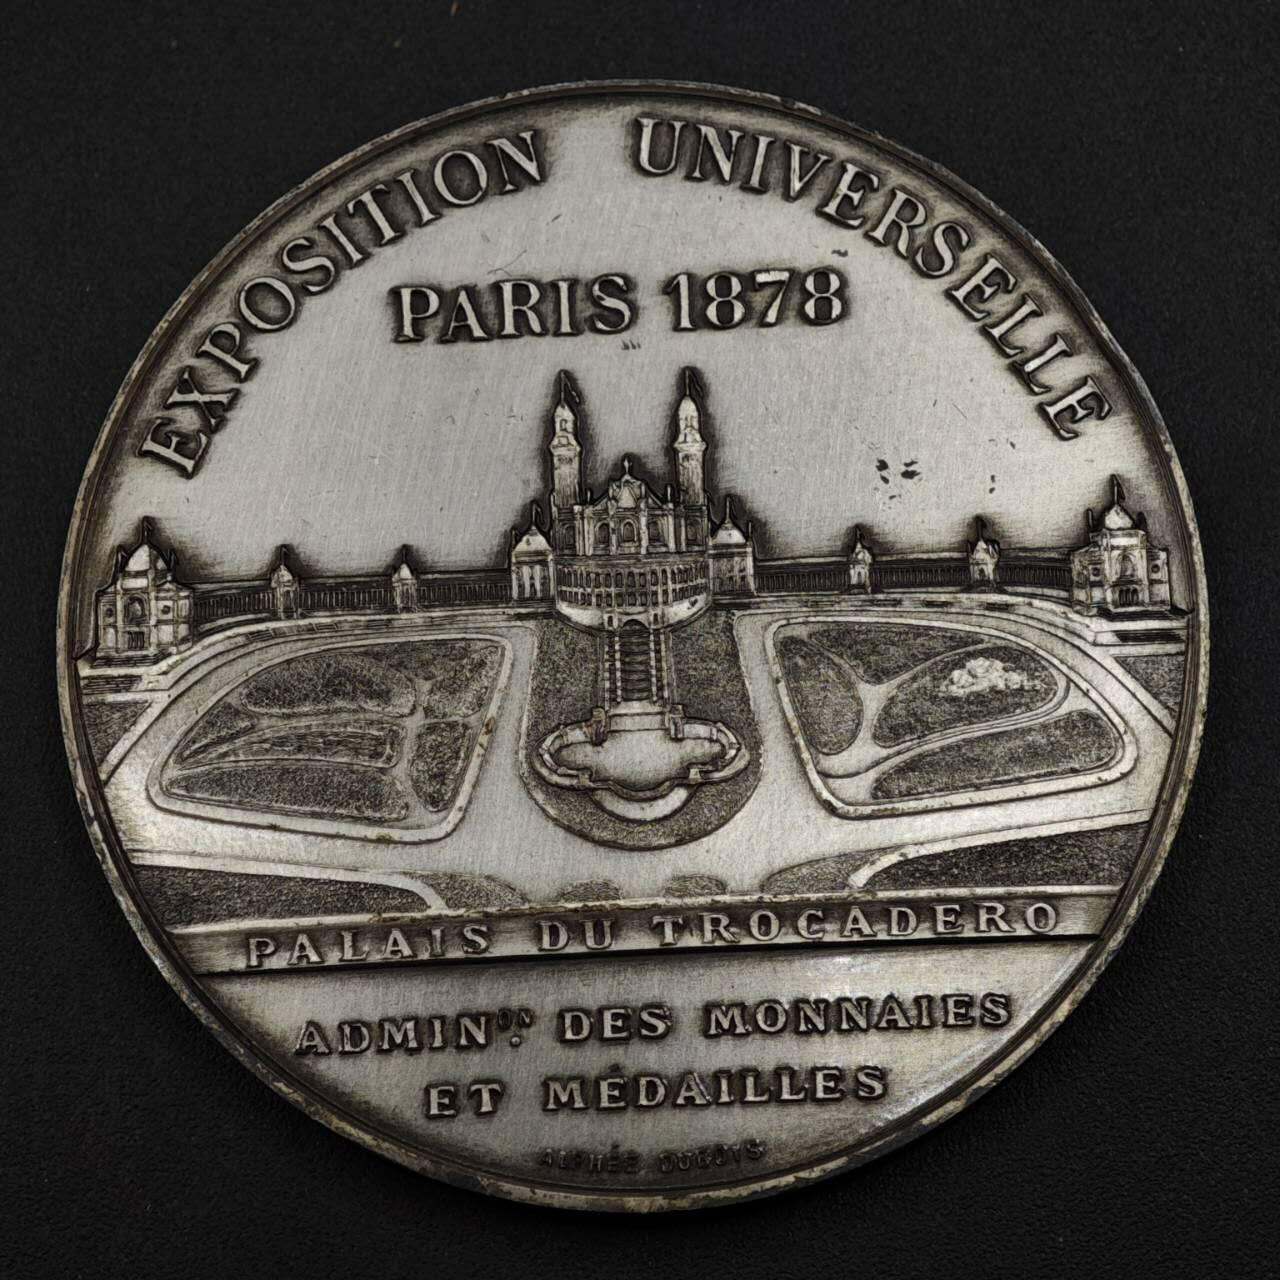 EXPOSITION UNIVERSELLE
PARIS 1878
PALAIS DU TROCADERO
ADMINᴼᴺ. DES MONNAIES
ET MÉDAILLES
ALPHÉE DUBOIS